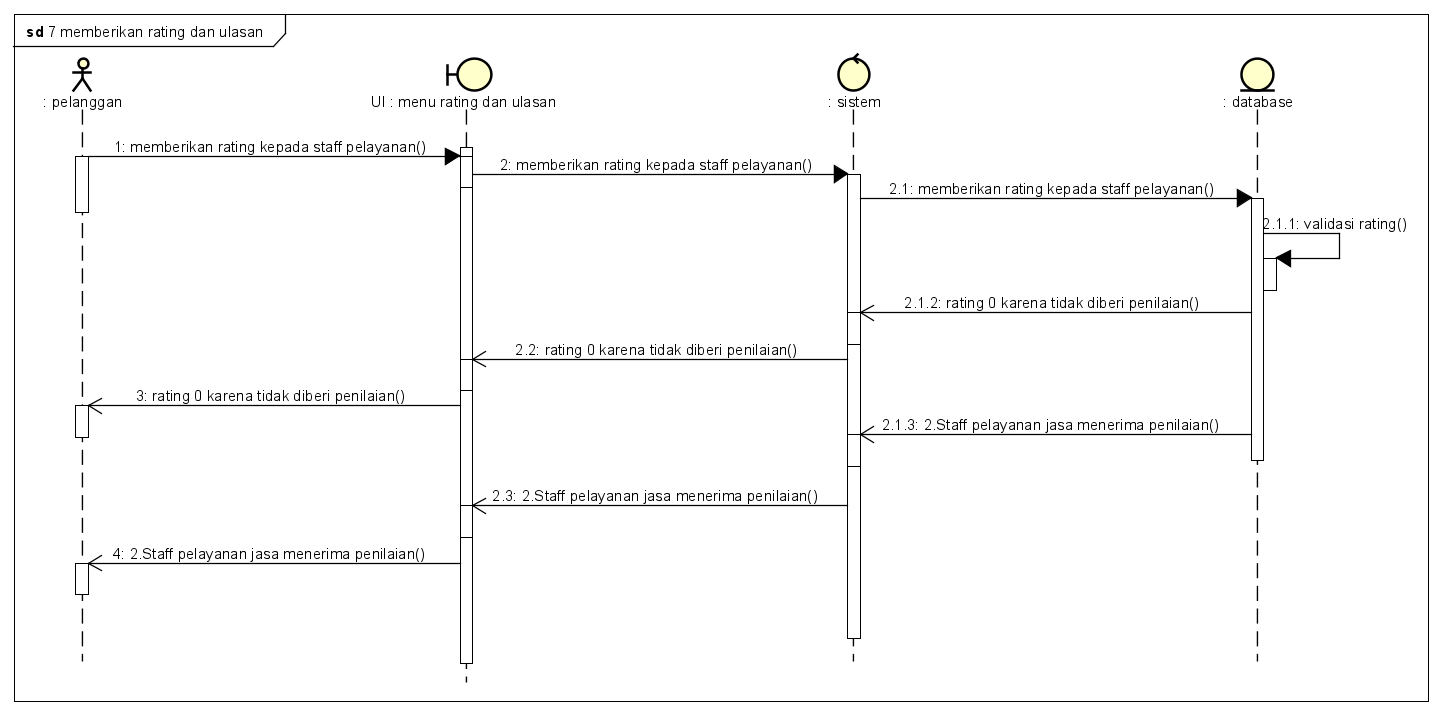 sd 7 memberikan rating dan ulasan
: pelanggan
UI : menu rating dan ulasan
: sistem
: database
1: memberikan rating kepada staff pelayanan()
2: memberikan rating kepada staff pelayanan()
2.1: memberikan rating kepada staff pelayanan()
2.1.1: validasi rating()
2.1.2: rating 0 karena tidak diberi penilaian()
2.2: rating 0 karena tidak diberi penilaian()
3: rating 0 karena tidak diberi penilaian()
2.1.3: 2.Staff pelayanan jasa menerima penilaian()
2.3: 2.Staff pelayanan jasa menerima penilaian()
4: 2.Staff pelayanan jasa menerima penilaian()